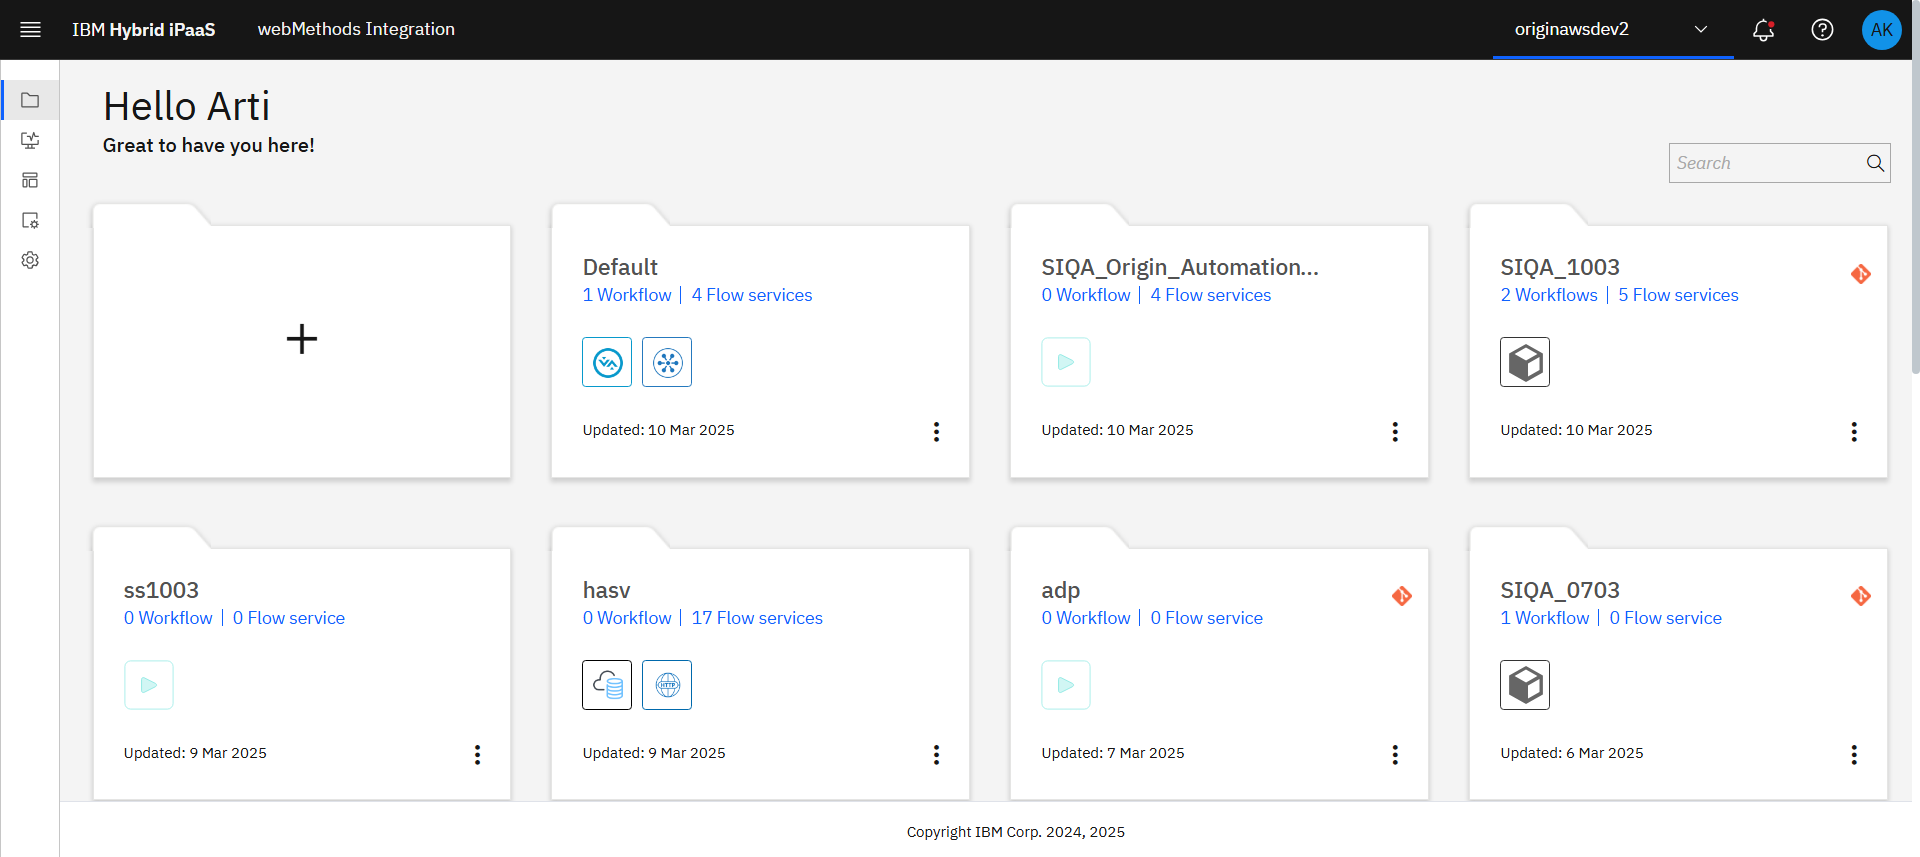 IBM Hybrid iPaaS
webMethods Integration
originawsdev2
AK
Hello Arti
Great to have you here!
Search
Default
1 Workflow | 4 Flow services
Updated: 10 Mar 2025
SIQA_Origin_Automation...
0 Workflow | 4 Flow services
Updated: 10 Mar 2025
SIQA_1003
2 Workflows | 5 Flow services
Updated: 10 Mar 2025
ss1003
0 Workflow | 0 Flow service
Updated: 9 Mar 2025
hasv
0 Workflow | 17 Flow services
HTTP
Updated: 9 Mar 2025
adp
0 Workflow | 0 Flow service
Updated: 7 Mar 2025
SIQA_0703
1 Workflow | 0 Flow service
Updated: 6 Mar 2025
Copyright IBM Corp. 2024, 2025